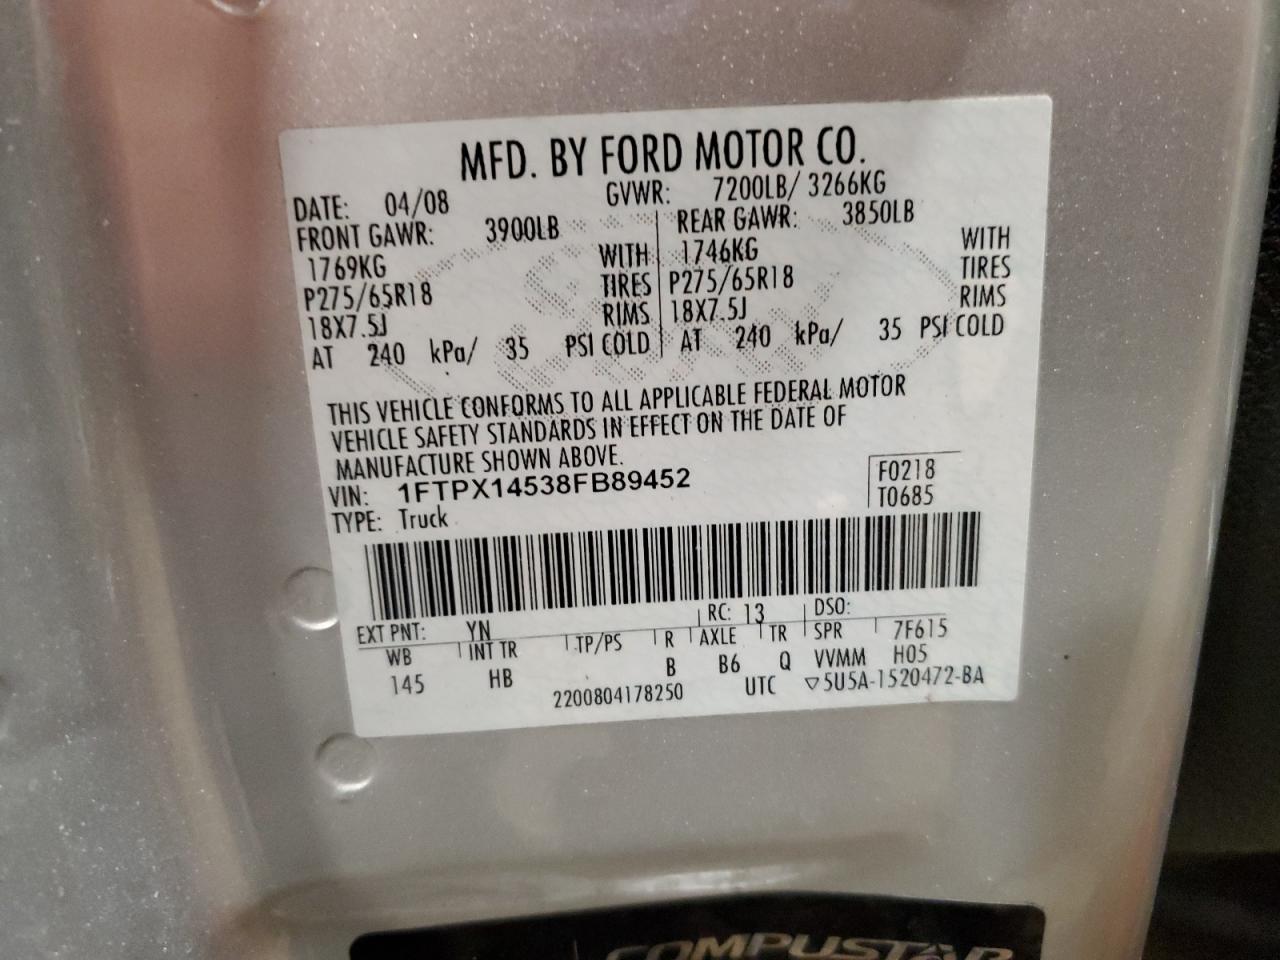 MFD. BY FORD MOTOR CO.
DATE: 04/08 GVWR: 7200LB/ 3266KG
FRONT GAWR: 3900LB REAR GAWR: 3850LB
1769KG WITH 1746KG WITH
P275/65R18 TIRES P275/65R18 TIRES
18X7.5J RIMS 18X7.5J RIMS
AT 240 kPa/ 35 PSI COLD AT 240 kPa/ 35 PSI COLD
THIS VEHICLE CONFORMS TO ALL APPLICABLE FEDERAL MOTOR
VEHICLE SAFETY STANDARDS IN EFFECT ON THE DATE OF
MANUFACTURE SHOWN ABOVE.
VIN: 1FTPX14538FB89452 F0218
TYPE: Truck T0685
EXT PNT: YN RC: 13 DSO:
WB INT TR TP/PS R AXLE TR SPR 7F615
145 HB B B6 Q VVMM H05
2200804178250 UTC ▽5U5A-1520472-BA
COMPUSTAR